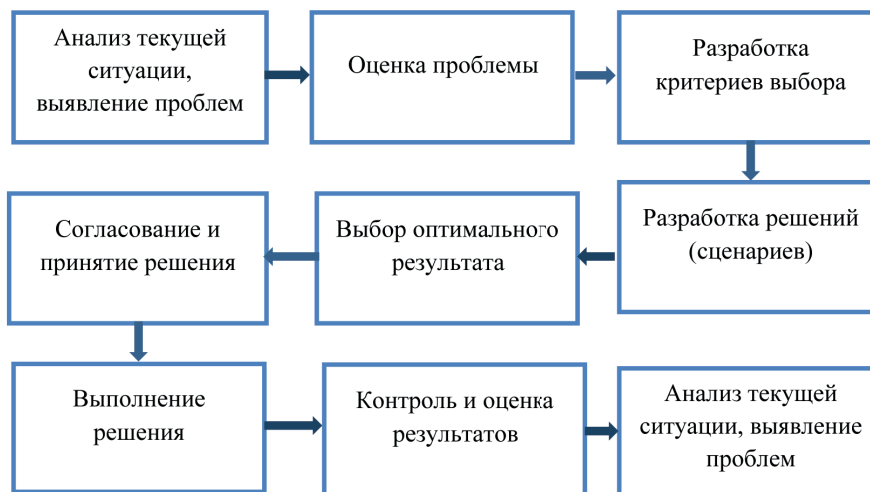 Анализ текущей
ситуации,
выявление проблем
Оценка проблемы
Разработка
критериев выбора
Разработка решений
(сценариев)
Выбор оптимального
результата
Согласование и
принятие решения
Выполнение
решения
Контроль и оценка
результатов
Анализ текущей
ситуации, выявление
проблем